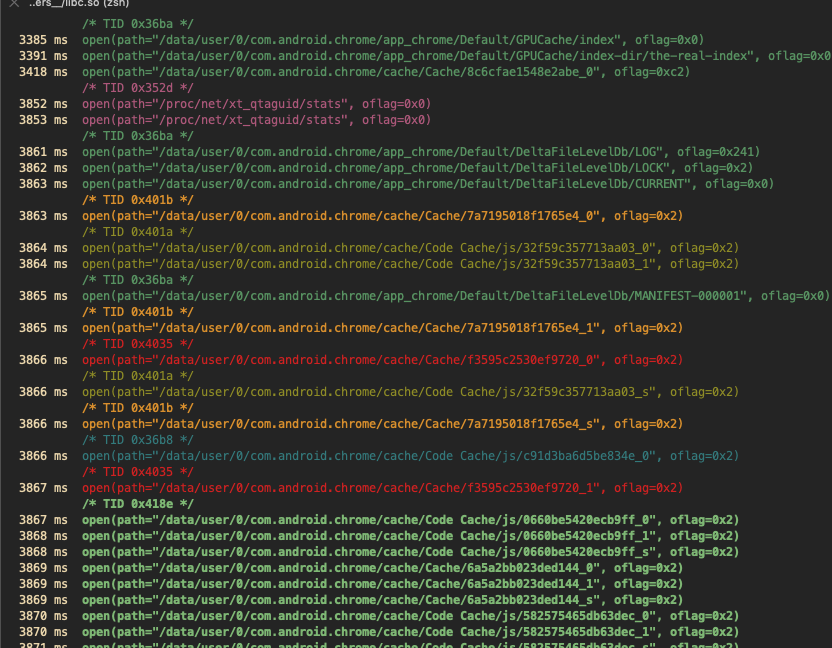 ..ers__/libc.so (zsh)
/* TID 0x36ba */
3385 ms open(path="/data/user/0/com.android.chrome/app_chrome/Default/GPUCache/index", oflag=0x0)
3391 ms open(path="/data/user/0/com.android.chrome/app_chrome/Default/GPUCache/index-dir/the-real-index", oflag=0x0
3418 ms open(path="/data/user/0/com.android.chrome/cache/Cache/8c6cfae1548e2abe_0", oflag=0xc2)
/* TID 0x352d */
3852 ms open(path="/proc/net/xt_qtaguid/stats", oflag=0x0)
3853 ms open(path="/proc/net/xt_qtaguid/stats", oflag=0x0)
/* TID 0x36ba */
3861 ms open(path="/data/user/0/com.android.chrome/app_chrome/Default/DeltaFileLevelDb/LOG", oflag=0x241)
3862 ms open(path="/data/user/0/com.android.chrome/app_chrome/Default/DeltaFileLevelDb/LOCK", oflag=0x2)
3863 ms open(path="/data/user/0/com.android.chrome/app_chrome/Default/DeltaFileLevelDb/CURRENT", oflag=0x0)
/* TID 0x401b */
3863 ms open(path="/data/user/0/com.android.chrome/cache/Cache/7a7195018f1765e4_0", oflag=0x2)
/* TID 0x401a */
3864 ms open(path="/data/user/0/com.android.chrome/cache/Code Cache/js/32f59c357713aa03_0", oflag=0x2)
3864 ms open(path="/data/user/0/com.android.chrome/cache/Code Cache/js/32f59c357713aa03_1", oflag=0x2)
/* TID 0x36ba */
3865 ms open(path="/data/user/0/com.android.chrome/app_chrome/Default/DeltaFileLevelDb/MANIFEST-000001", oflag=0x0)
/* TID 0x401b */
3865 ms open(path="/data/user/0/com.android.chrome/cache/Cache/7a7195018f1765e4_1", oflag=0x2)
/* TID 0x4035 */
3866 ms open(path="/data/user/0/com.android.chrome/cache/Cache/f3595c2530ef9720_0", oflag=0x2)
/* TID 0x401a */
3866 ms open(path="/data/user/0/com.android.chrome/cache/Code Cache/js/32f59c357713aa03_s", oflag=0x2)
/* TID 0x401b */
3866 ms open(path="/data/user/0/com.android.chrome/cache/Cache/7a7195018f1765e4_s", oflag=0x2)
/* TID 0x36b8 */
3866 ms open(path="/data/user/0/com.android.chrome/cache/Code Cache/js/c91d3ba6d5be834e_0", oflag=0x2)
/* TID 0x4035 */
3867 ms open(path="/data/user/0/com.android.chrome/cache/Cache/f3595c2530ef9720_1", oflag=0x2)
/* TID 0x418e */
3867 ms open(path="/data/user/0/com.android.chrome/cache/Code Cache/js/0660be5420ecb9ff_0", oflag=0x2)
3868 ms open(path="/data/user/0/com.android.chrome/cache/Code Cache/js/0660be5420ecb9ff_1", oflag=0x2)
3868 ms open(path="/data/user/0/com.android.chrome/cache/Code Cache/js/0660be5420ecb9ff_s", oflag=0x2)
3869 ms open(path="/data/user/0/com.android.chrome/cache/Cache/6a5a2bb023ded144_0", oflag=0x2)
3869 ms open(path="/data/user/0/com.android.chrome/cache/Cache/6a5a2bb023ded144_1", oflag=0x2)
3869 ms open(path="/data/user/0/com.android.chrome/cache/Cache/6a5a2bb023ded144_s", oflag=0x2)
3870 ms open(path="/data/user/0/com.android.chrome/cache/Code Cache/js/582575465db63dec_0", oflag=0x2)
3870 ms open(path="/data/user/0/com.android.chrome/cache/Code Cache/js/582575465db63dec_1", oflag=0x2)
3871 ms open(path="/data/user/0/com.android.chrome/cache/Code Cache/js/582575465db63dec_s", oflag=0x2)